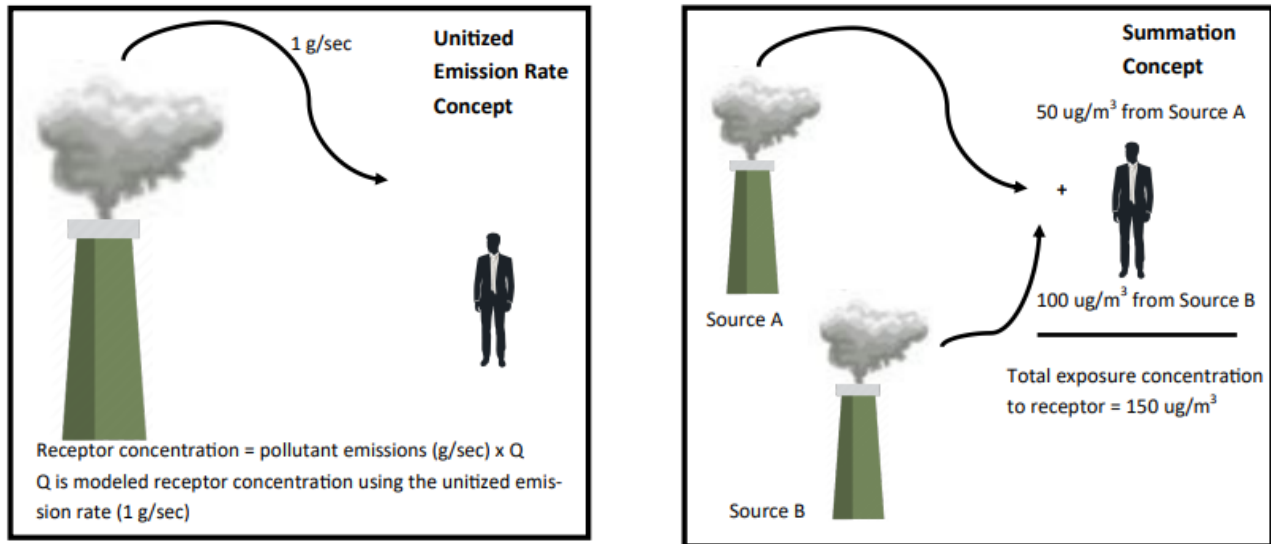 1 g/sec
Unitized
Emission Rate
Concept
Receptor concentration = pollutant emissions (g/sec) x Q
Q is modeled receptor concentration using the unitized emis-
sion rate (1 g/sec)
Summation
Concept
50 ug/m³ from Source A
+
Source A
100 ug/m³ from Source B
Total exposure concentration
to receptor = 150 ug/m³
Source B